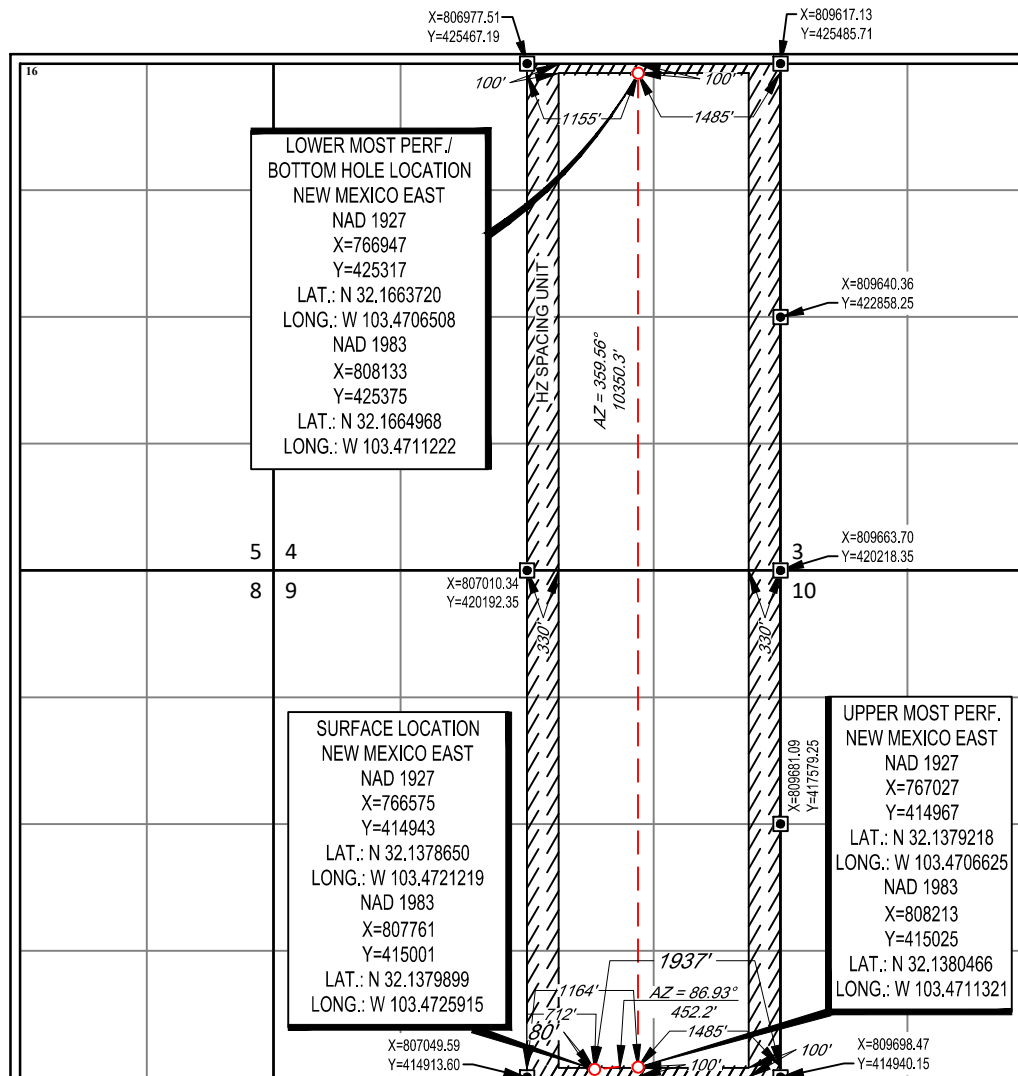 X=806977.51
Y=425467.19
X=809617.13
Y=425485.71
16
100'
100'
1155'
1485'
LOWER MOST PERF./
BOTTOM HOLE LOCATION
NEW MEXICO EAST
NAD 1927
X=766947
Y=425317
LAT.: N 32.1663720
LONG.: W 103.4706508
NAD 1983
X=808133
Y=425375
LAT.: N 32.1664968
LONG.: W 103.4711222
HZ SPACING UNIT
AZ = 359.56°
10350.3'
X=809640.36
Y=422858.25
5 4
8 9
X=807010.34
Y=420192.35
X=809663.70
Y=420218.35
3
10
330'
330'
SURFACE LOCATION
NEW MEXICO EAST
NAD 1927
X=766575
Y=414943
LAT.: N 32.1378650
LONG.: W 103.4721219
NAD 1983
X=807761
Y=415001
LAT.: N 32.1379899
LONG.: W 103.4725915
X=809681.09
Y=417579.25
UPPER MOST PERF.
NEW MEXICO EAST
NAD 1927
X=767027
Y=414967
LAT.: N 32.1379218
LONG.: W 103.4706625
NAD 1983
X=808213
Y=415025
LAT.: N 32.1380466
LONG.: W 103.4711321
1937'
1164'
AZ = 86.93°
452.2'
712'
80'
1485'
100'
100'
X=807049.59
Y=414913.60
X=809698.47
Y=414940.15